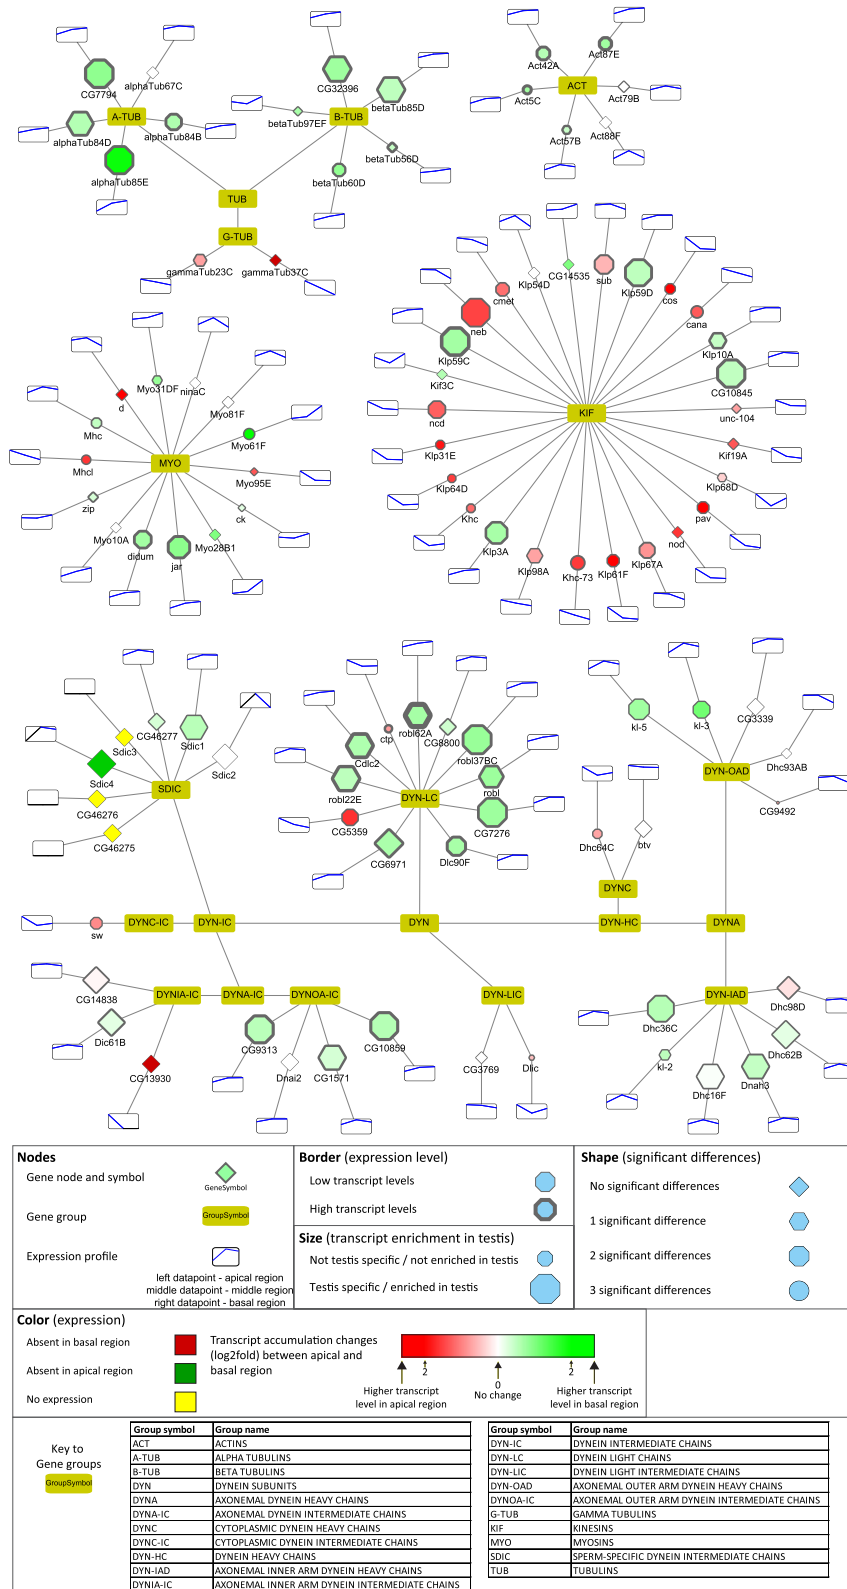 CG7794
alphaTub67C
A-TUB
alphaTub84D
alphaTub84B
alphaTub85E
CG32396
betaTub85D
betaTub97EF
B-TUB
betaTub56D
betaTub60D
TUB
G-TUB
gammaTub23C
gammaTub37C
Act42A
Act87E
ACT
Act5C
Act79B
Act57B
Act88F
Klp54D
CG14535
sub
Klp59D
cos
cmet
cana
neb
Klp10A
Klp59C
CG10845
Kif3C
ncd
KIF
unc-104
Klp31E
Kif19A
Klp64D
Klp68D
Khc
pav
Klp3A
nod
Klp98A
Khc-73
Klp61F
Klp67A
d
Myo31DF
ninaC
Myo81F
Mhc
Myo61F
Mhcl
MYO
Myo95E
zip
ck
Myo10A
didum
jar
Myo28B1
CG46277
Sdic1
Sdic3
Sdic2
Sdic4
SDIC
CG46276
CG46275
ctp
robl62A
CG8800
Cdlc2
robl37BC
robl22E
robl
DYN-LC
CG5359
CG7276
CG6971
Dlc90F
kl-5
kl-3
CG3339
DYN-OAD
Dhc93AB
CG9492
Dhc64C
btv
DYNC
sw
DYNC-IC
DYN-IC
DYN
DYN-HC
DYNA
CG14838
DYNIA-IC
DYNA-IC
DYNOA-IC
DYN-LIC
DYN-IAD
Dic61B
CG13930
CG9313
Dnai2
CG1571
CG10859
CG3769
Dlic
Dhc36C
Dhc98D
Dhc62B
kl-2
Dhc16F
Dnah3
Nodes
Gene node and symbol
GeneSymbol
Gene group
GroupSymbol
Expression profile
left datapoint - apical region
middle datapoint - middle region
right datapoint - basal region
Border (expression level)
Low transcript levels
High transcript levels
Size (transcript enrichment in testis)
Not testis specific / not enriched in testis
Testis specific / enriched in testis
Shape (significant differences)
No significant differences
1 significant difference
2 significant differences
3 significant differences
Color (expression)
Absent in basal region
Absent in apical region
No expression
Transcript accumulation changes
(log2fold) between apical and
basal region
2
0
2
Higher transcript
level in apical region
No change
Higher transcript
level in basal region
Key to
Gene groups
GroupSymbol
Group symbol Group name
ACT ACTINS
A-TUB ALPHA TUBULINS
B-TUB BETA TUBULINS
DYN DYNEIN SUBUNITS
DYNA AXONEMAL DYNEIN HEAVY CHAINS
DYNA-IC AXONEMAL DYNEIN INTERMEDIATE CHAINS
DYNC CYTOPLASMIC DYNEIN HEAVY CHAINS
DYNC-IC CYTOPLASMIC DYNEIN INTERMEDIATE CHAINS
DYN-HC DYNEIN HEAVY CHAINS
DYN-IAD AXONEMAL INNER ARM DYNEIN HEAVY CHAINS
DYNIA-IC AXONEMAL INNER ARM DYNEIN INTERMEDIATE CHAINS
Group symbol Group name
DYN-IC DYNEIN INTERMEDIATE CHAINS
DYN-LC DYNEIN LIGHT CHAINS
DYN-LIC DYNEIN LIGHT INTERMEDIATE CHAINS
DYN-OAD AXONEMAL OUTER ARM DYNEIN HEAVY CHAINS
DYNOA-IC AXONEMAL OUTER ARM DYNEIN INTERMEDIATE CHAINS
G-TUB GAMMA TUBULINS
KIF KINESINS
MYO MYOSINS
SDIC SPERM-SPECIFIC DYNEIN INTERMEDIATE CHAINS
TUB TUBULINS